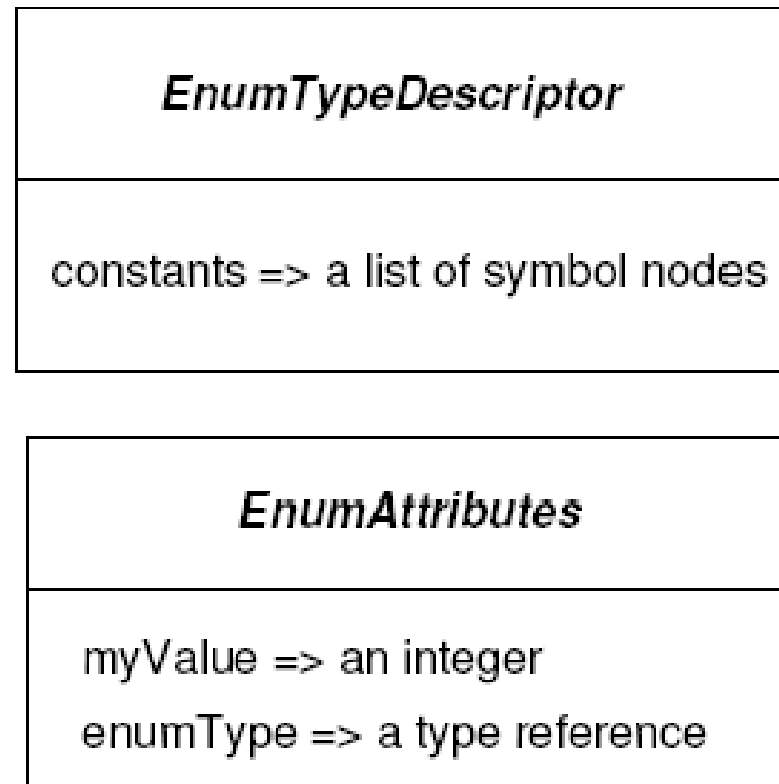 EnumTypeDescriptor
constants => a list of symbol nodes
EnumAttributes
myValue => an integer
enumType => a type reference